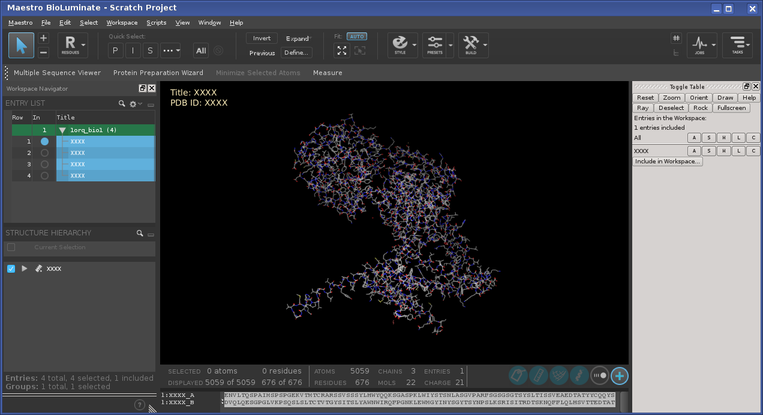 Maestro BioLuminate - Scratch Project
Maestro File Edit Select Workspace Scripts View Window Help
Quick Select:
RESIDUES P I S All
Invert Expand
Previous Define...
Fit: AUTO
STYLE PRESETS BUILD JOBS TASKS
Multiple Sequence Viewer Protein Preparation Wizard Minimize Selected Atoms Measure
Workspace Navigator
ENTRY LIST
Row In Title
1 1orq_bio1 (4)
1 XXXX
2 XXXX
3 XXXX
4 XXXX
STRUCTURE HIERARCHY
Current Selection
XXXX
Entries: 4 total, 4 selected, 1 included
Groups: 1 total, 1 selected
Title: XXXX
PDB ID: XXXX
SELECTED 0 atoms 0 residues ATOMS 5059 CHAINS 3 ENTRIES 1
DISPLAYED 5059 of 5059 676 of 676 RESIDUES 676 MOLS 22 CHARGE 21
1:XXXX_A
1:XXXX_B
Toggle Table
Reset Zoom Orient Draw Help
Ray Deselect Rock Fullscreen
Entries in the Workspace:
1 entries included
All A S H L C
XXXX A S H L C
Include in Workspace...